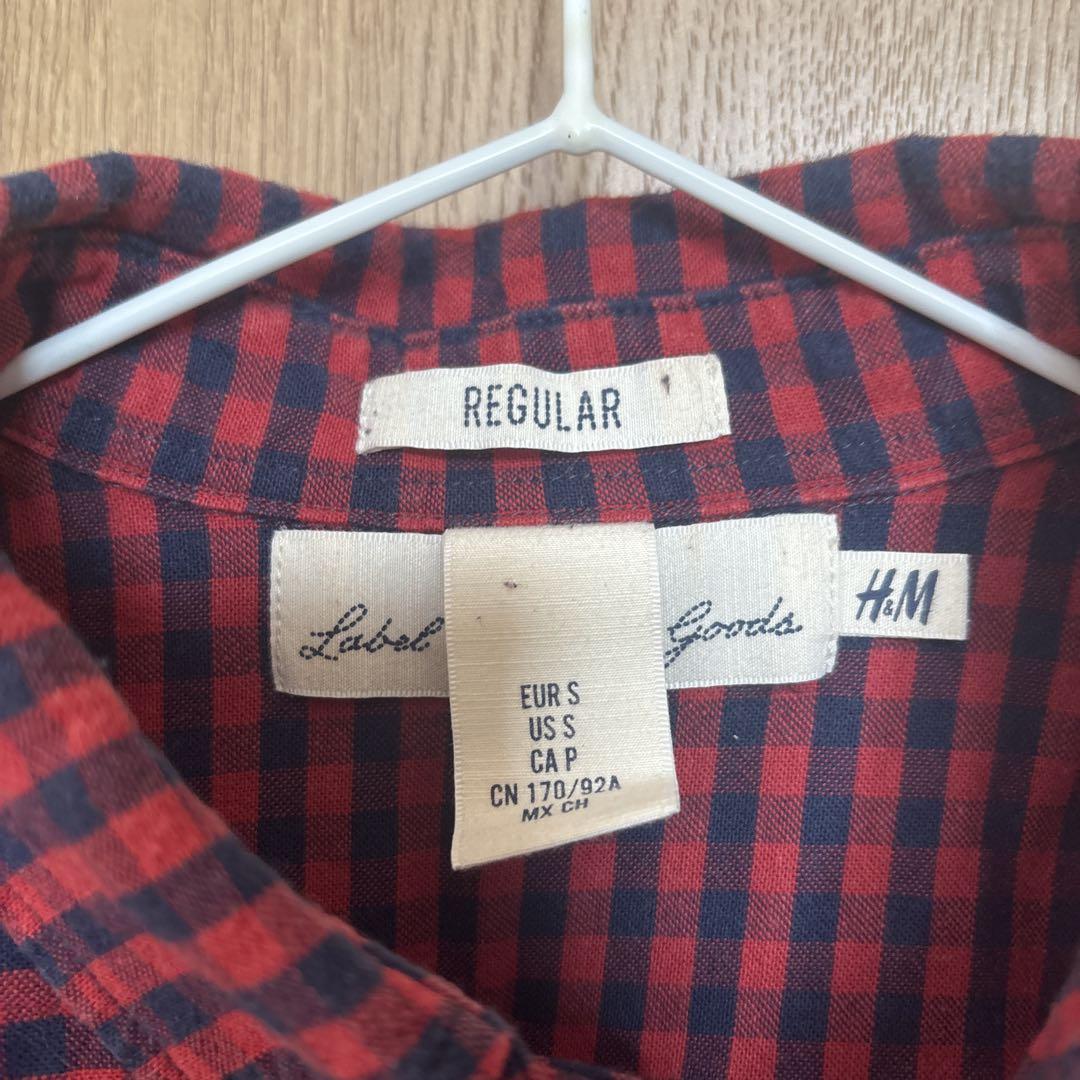 REGULAR
Label Goods
H&M
EUR S
US S
CA P
CN 170/92A
MX CH